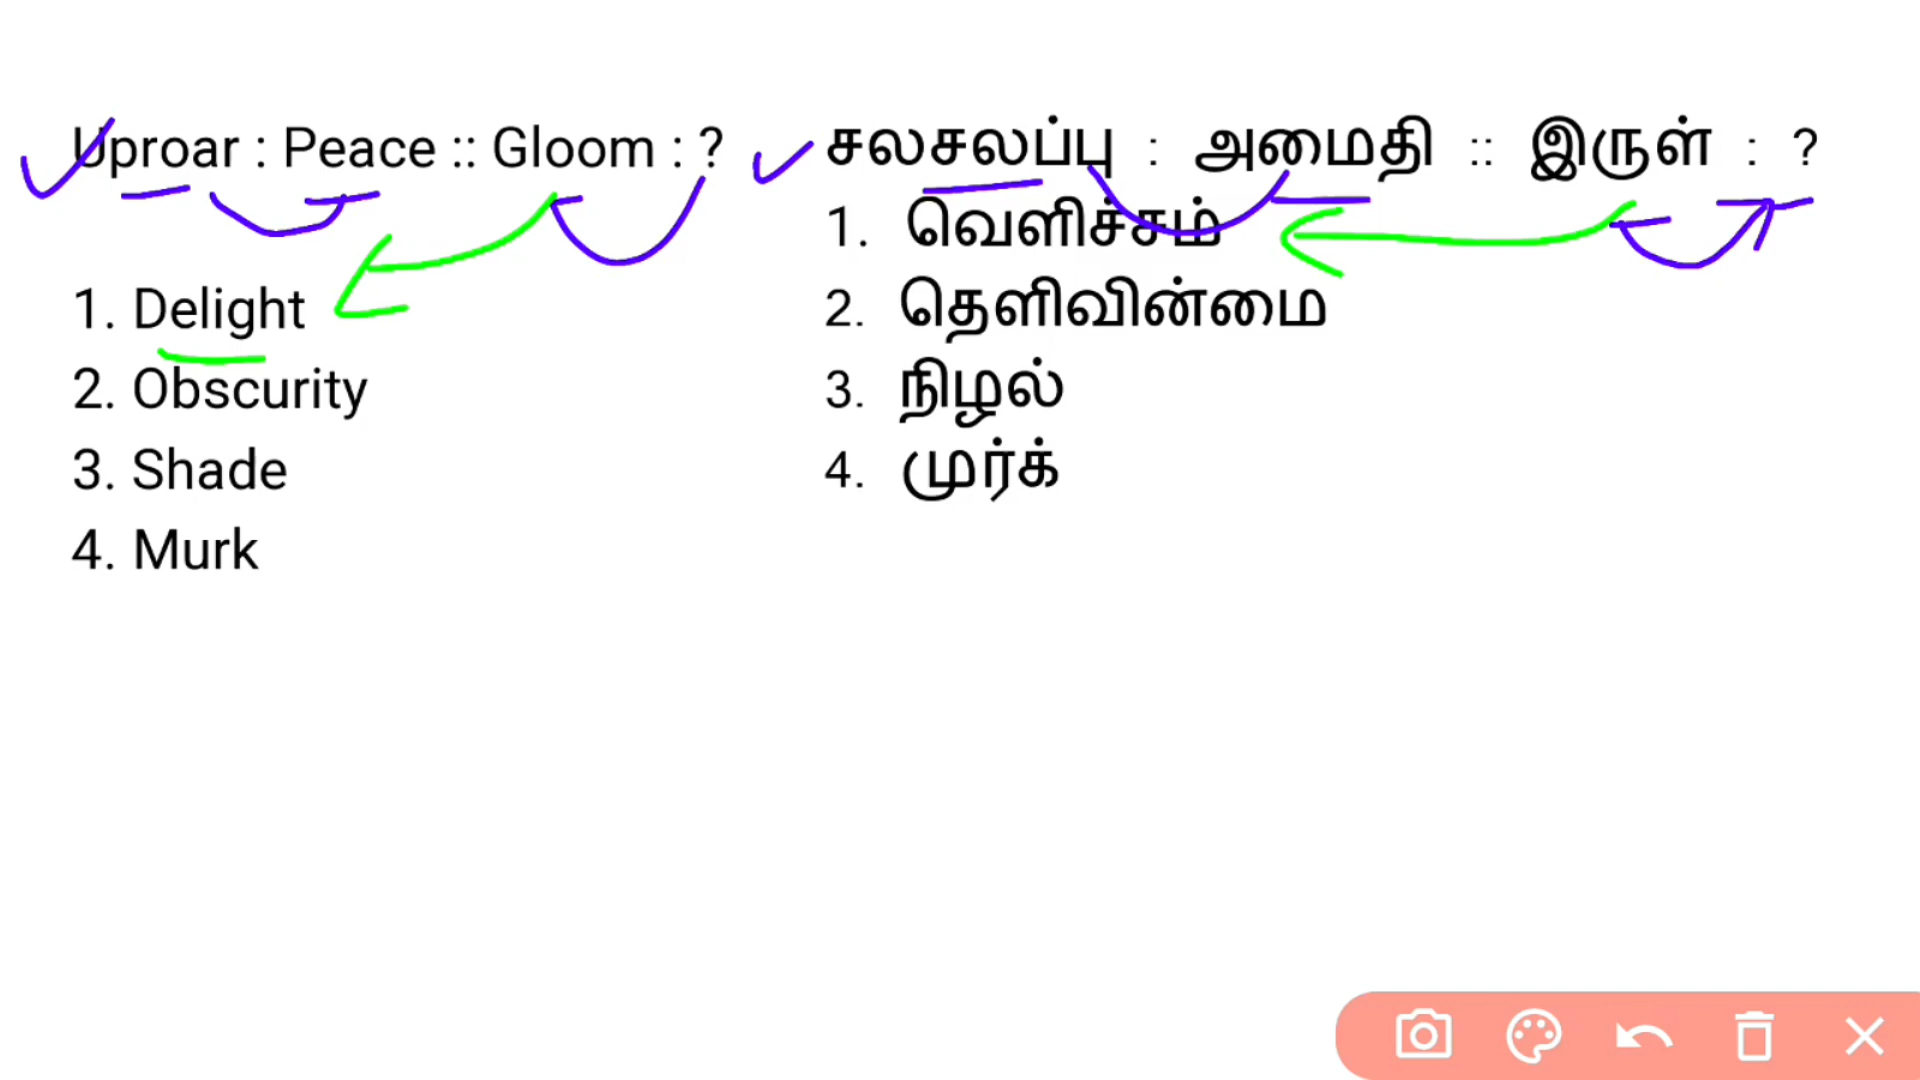 Uproar : Peace :: Gloom : ?
1. Delight
2. Obscurity
3. Shade
4. Murk
சலசலப்பு : அமைதி :: இருள் : ?
1. வெளிச்சம்
2. தெளிவின்மை
3. நிழல்
4. முர்க்